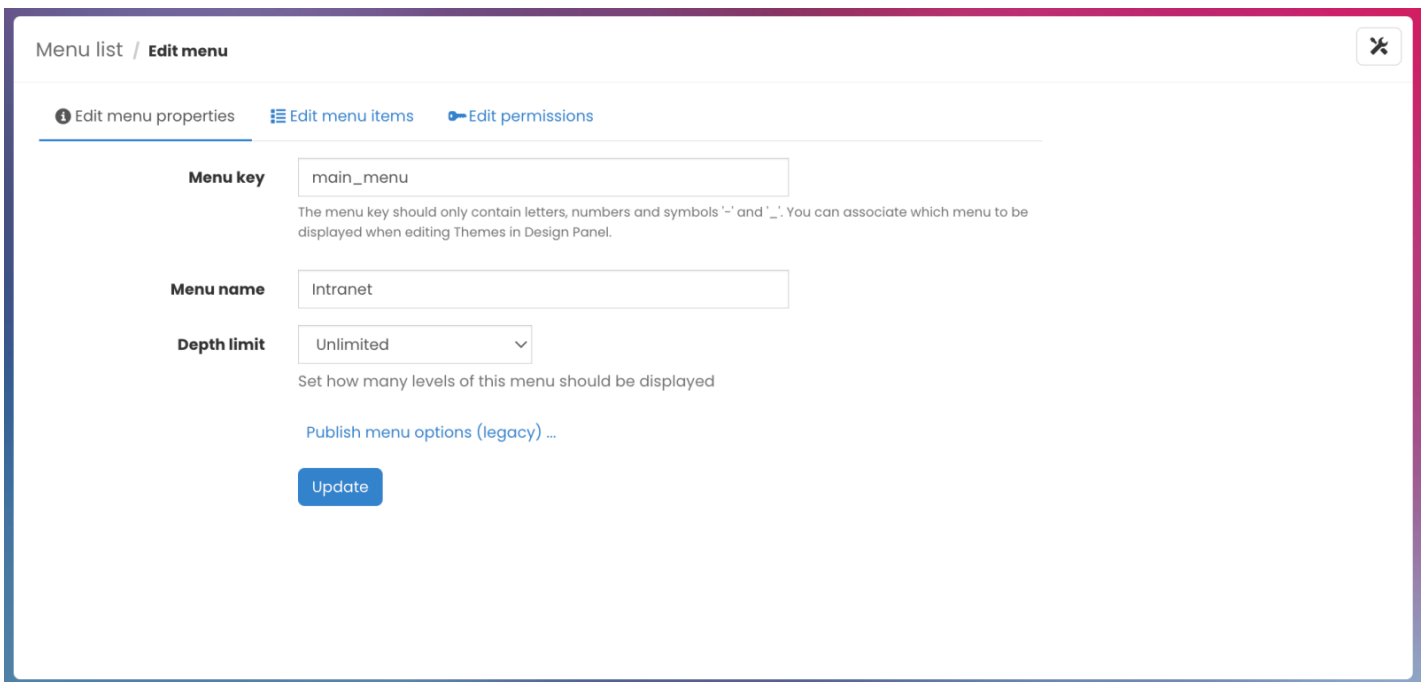 Menu list / Edit menu
Edit menu properties Edit menu items Edit permissions
Menu key main_menu
The menu key should only contain letters, numbers and symbols '-' and '_'. You can associate which menu to be
displayed when editing Themes in Design Panel.
Menu name Intranet
Depth limit Unlimited
Set how many levels of this menu should be displayed
Publish menu options (legacy) ...
Update